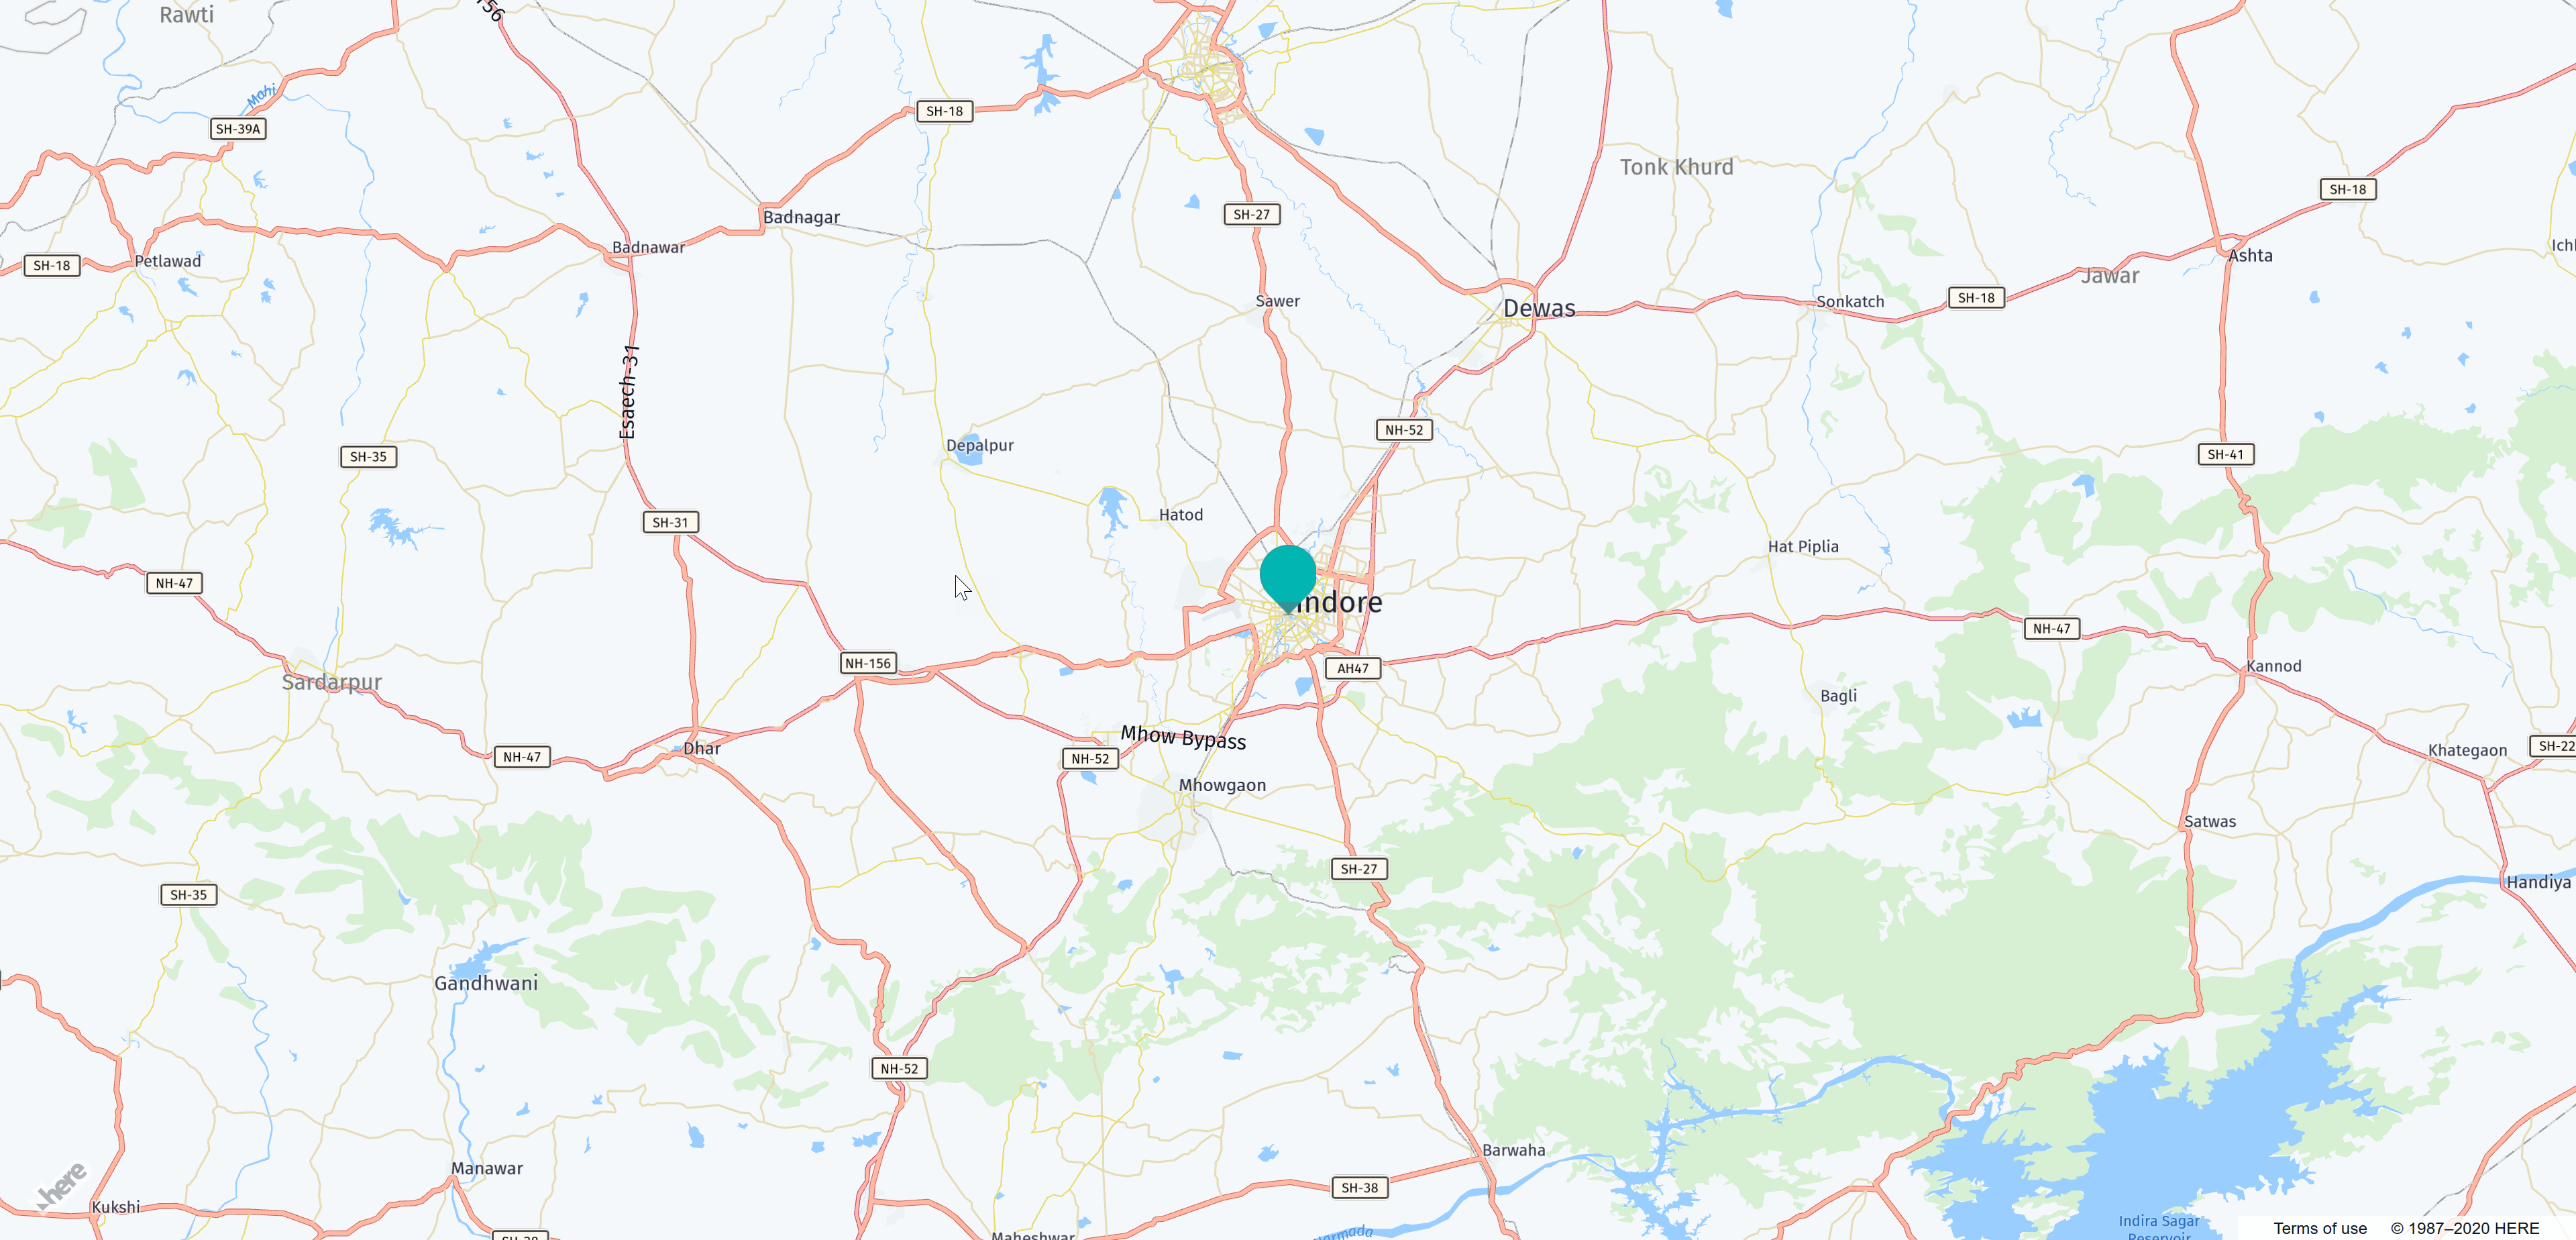 Rawti
156
Mahi
SH-39A
SH-18
Tonk Khurd
SH-18
SH-27
Badnagar
Badnawar
Petlawad
SH-18
Ashta
Jawar
Sawer
Dewas
Sonkatch
SH-18
Esaech-31
NH-52
Depalpur
SH-35
SH-41
Hatod
SH-31
Hat Piplia
NH-47
Indore
NH-47
NH-156
AH47
Kannod
Sardarpur
Bagli
Mhow Bypass
Dhar
NH-47
NH-52
Khategaon
SH-22
Mhowgaon
Satwas
SH-27
Handiya
SH-35
Gandhwani
NH-52
Barwaha
Manawar
SH-38
here
Kukshi
Indira Sagar
Reservoir
Maheshwar
Terms of use © 1987–2020 HERE